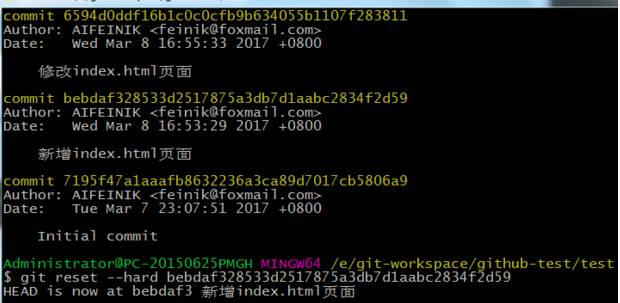 commit 6594d0ddf16b1c0c0cfb9b634055b1107f283811
Author: AIFEINIK <feinik@foxmail.com>
Date:   Wed Mar 8 16:55:33 2017 +0800
修改index.html页面
commit bebdaf328533d2517875a3db7d1aabc2834f2d59
Author: AIFEINIK <feinik@foxmail.com>
Date:   Wed Mar 8 16:53:29 2017 +0800
新增index.html页面
commit 7195f47a1aaafb8632236a3ca89d7017cb5806a9
Author: AIFEINIK <feinik@foxmail.com>
Date:   Tue Mar 7 23:07:51 2017 +0800
Initial commit
Administrator@PC-20150625PMGH MINGW64 /e/git-workspace/github-test/test
$ git reset --hard bebdaf328533d2517875a3db7d1aabc2834f2d59
HEAD is now at bebdaf3 新增index.html页面